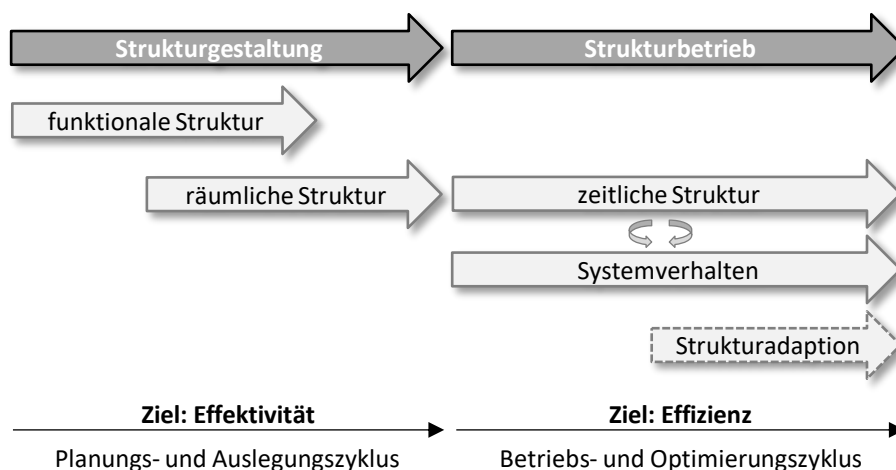 Strukturgestaltung
Strukturbetrieb
funktionale Struktur
räumliche Struktur
zeitliche Struktur
Systemverhalten
Strukturadaption
Ziel: Effektivität
Ziel: Effizienz
Planungs- und Auslegungszyklus
Betriebs- und Optimierungszyklus